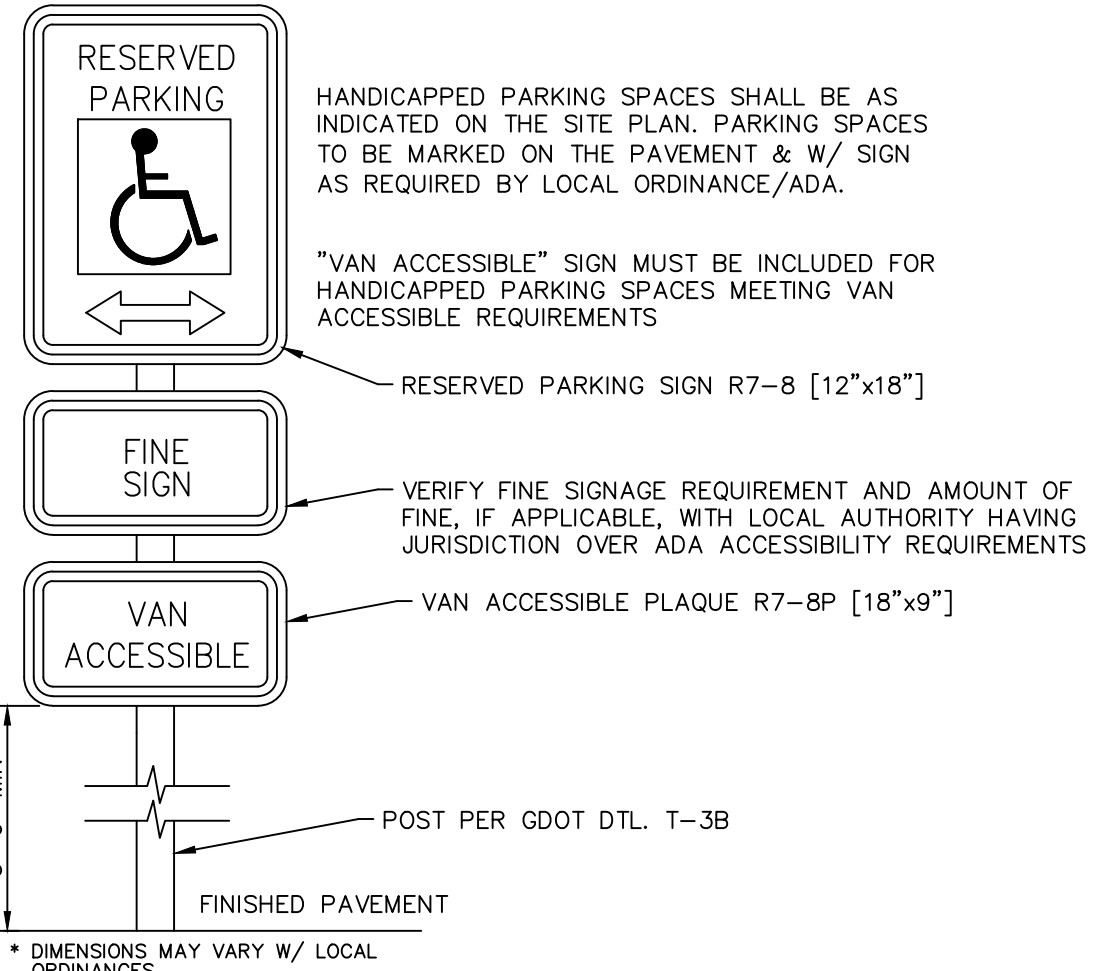 RESERVED
PARKING
HANDICAPPED PARKING SPACES SHALL BE AS
INDICATED ON THE SITE PLAN. PARKING SPACES
TO BE MARKED ON THE PAVEMENT & W/ SIGN
AS REQUIRED BY LOCAL ORDINANCE/ADA.
"VAN ACCESSIBLE" SIGN MUST BE INCLUDED FOR
HANDICAPPED PARKING SPACES MEETING VAN
ACCESSIBLE REQUIREMENTS
RESERVED PARKING SIGN R7-8 [12"x18"]
FINE
SIGN
VERIFY FINE SIGNAGE REQUIREMENT AND AMOUNT OF
FINE, IF APPLICABLE, WITH LOCAL AUTHORITY HAVING
JURISDICTION OVER ADA ACCESSIBILITY REQUIREMENTS
VAN ACCESSIBLE PLAQUE R7-8P [18"x9"]
VAN
ACCESSIBLE
POST PER GDOT DTL. T-3B
FINISHED PAVEMENT
* DIMENSIONS MAY VARY W/ LOCAL
ORDINANCES